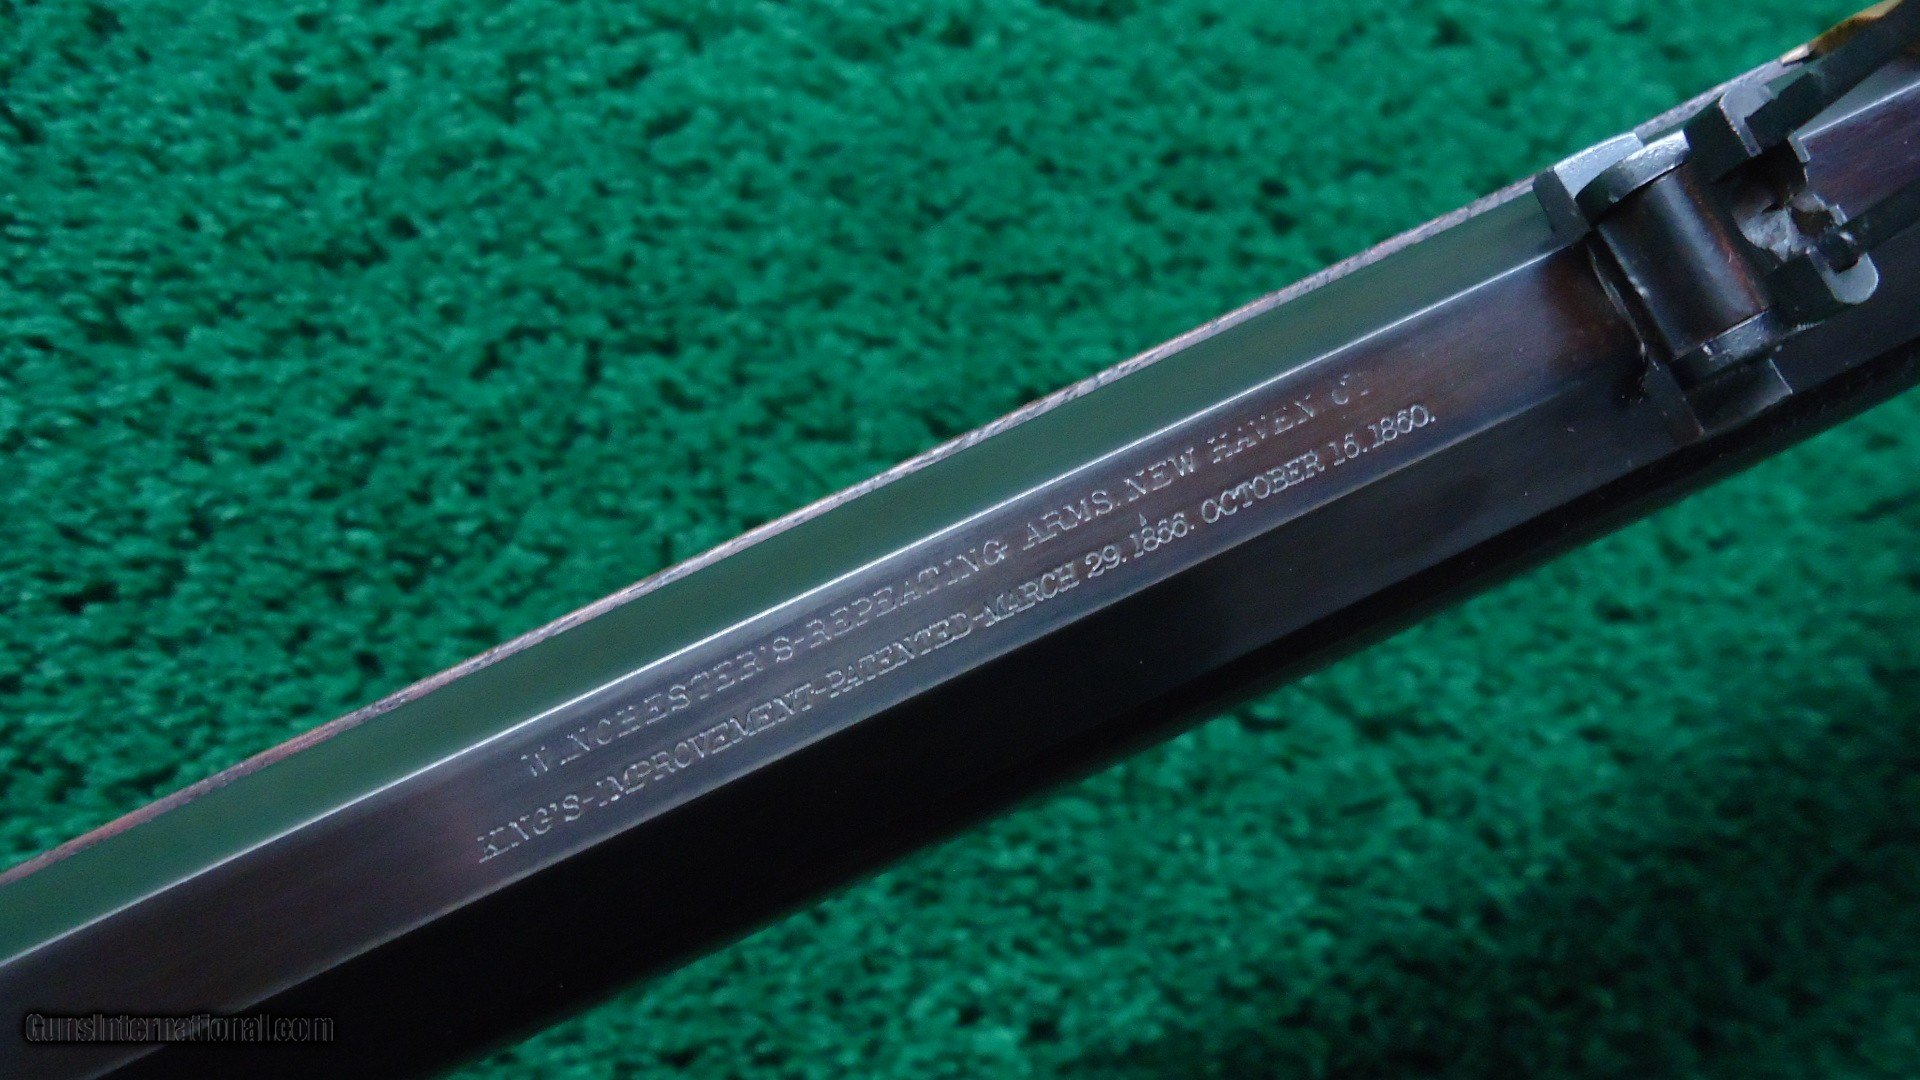 WINCHESTER'S-REPEATING ARMS. NEW HAVEN. CT
KING'S-IMPROVEMENT-PATENTED-MARCH 29. 1866. OCTOBER 16. 1860.
GunsInternational.com